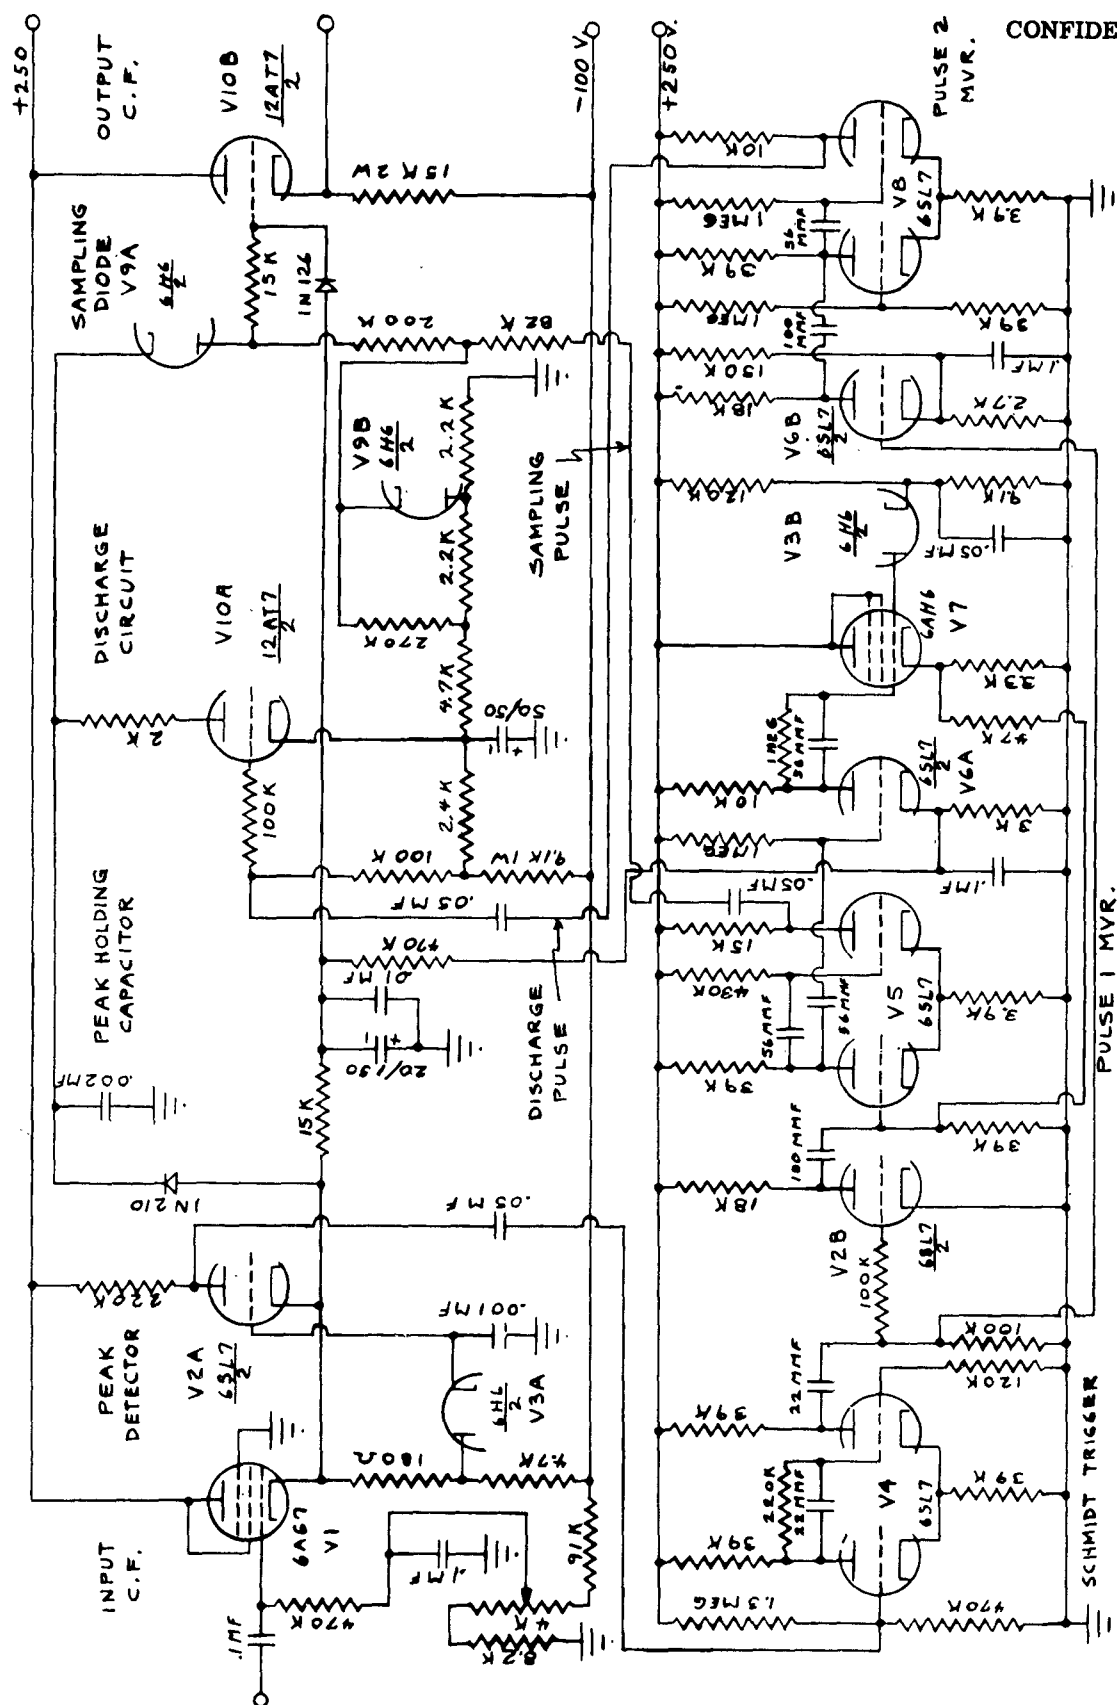 CONFIDE
INPUT
C.F.
PEAK
DETECTOR
PEAK HOLDING
CAPACITOR
DISCHARGE
CIRCUIT
SAMPLING
DIODE
V9A
6H6
2
OUTPUT
C.F.
+250
V10B
12AT7
2
V10A
12AT7
2
.002MF
220K
V2A
6SL7
2
1N210
2K
100K
15K
1N126
200K
82K
15K 2W
V9B
6H6
2
2.2K
2.2K
270K
4.7K
50/50
-
+
2.4K
100K
9.1K 1W
.05MF
6AG7
V1
.1MF
470K
.1MF
4K
8.2K
91K
180Ω
4.7K
6H6
2
V3A
.001MF
.05MF
15K
20/150
-
+
.01MF
470K
DISCHARGE
PULSE
SAMPLING
PULSE
-100V
+250V.
1.3MEG
470K
39K
220K
22MMF
39K
22MMF
V4
6SL7
39K
120K
100K
100K
SCHMIDT TRIGGER
18K
V2B
6SL7
2
100MMF
39K
39K
56MMF
430K
56MMF
15K
.05MF
V5
6SL7
3.9K
PULSE 1 MVR.
1MEG
10K
1MEG
56MMF
6SL7
2
V6A
3K
.1MF
47K
33K
6AH6
V7
V3B
6H6
2
120K
.05MF
9.1K
18K
150K
V6B
6SL7
2
2.7K
.1MF
100
MMF
1MEG
39K
39K
56
MMF
1MEG
10K
V8
6SL7
3.9K
PULSE 2
MVR.